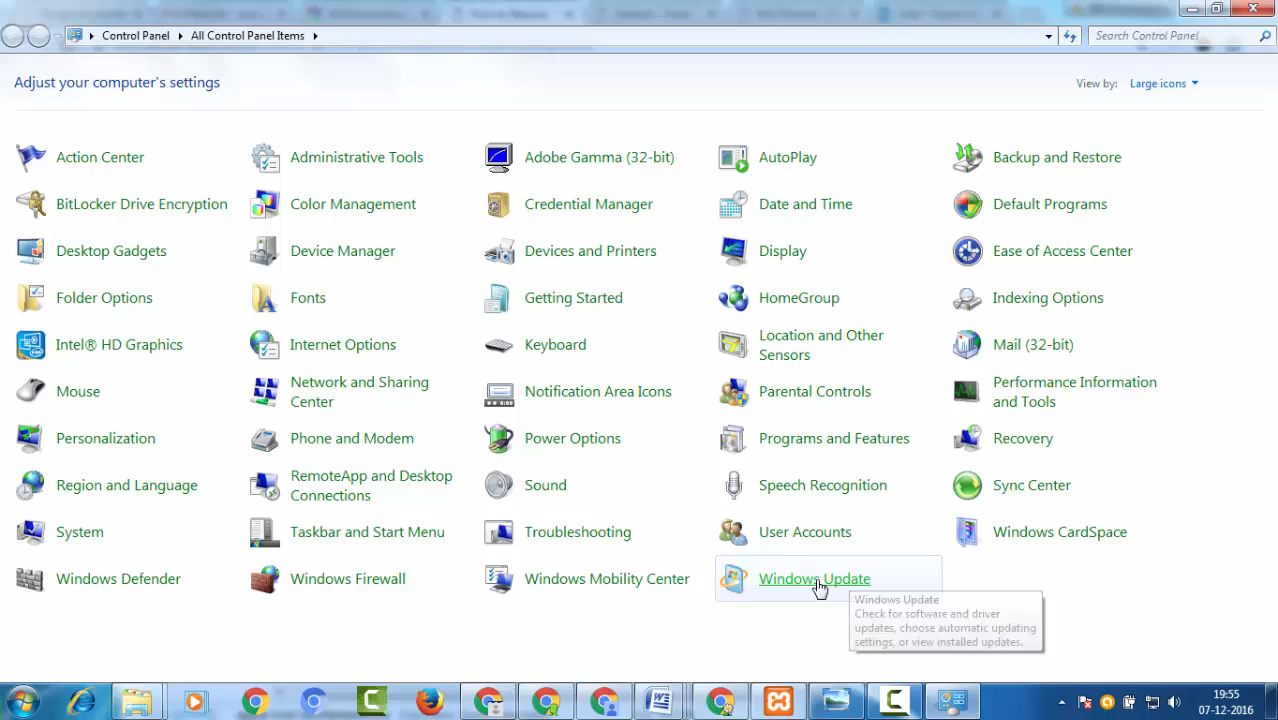 Control Panel All Control Panel Items Search Control Panel
Adjust your computer's settings View by: Large icons
Action Center Administrative Tools Adobe Gamma (32-bit) AutoPlay Backup and Restore
BitLocker Drive Encryption Color Management Credential Manager Date and Time Default Programs
Desktop Gadgets Device Manager Devices and Printers Display Ease of Access Center
Folder Options Fonts Getting Started HomeGroup Indexing Options
Intel® HD Graphics Internet Options Keyboard Location and Other Sensors Mail (32-bit)
Mouse Network and Sharing Center Notification Area Icons Parental Controls Performance Information and Tools
Personalization Phone and Modem Power Options Programs and Features Recovery
Region and Language RemoteApp and Desktop Connections Sound Speech Recognition Sync Center
System Taskbar and Start Menu Troubleshooting User Accounts Windows CardSpace
Windows Defender Windows Firewall Windows Mobility Center Windows Update
Windows Update
Check for software and driver
updates, choose automatic updating
settings, or view installed updates.
19:55
07-12-2016